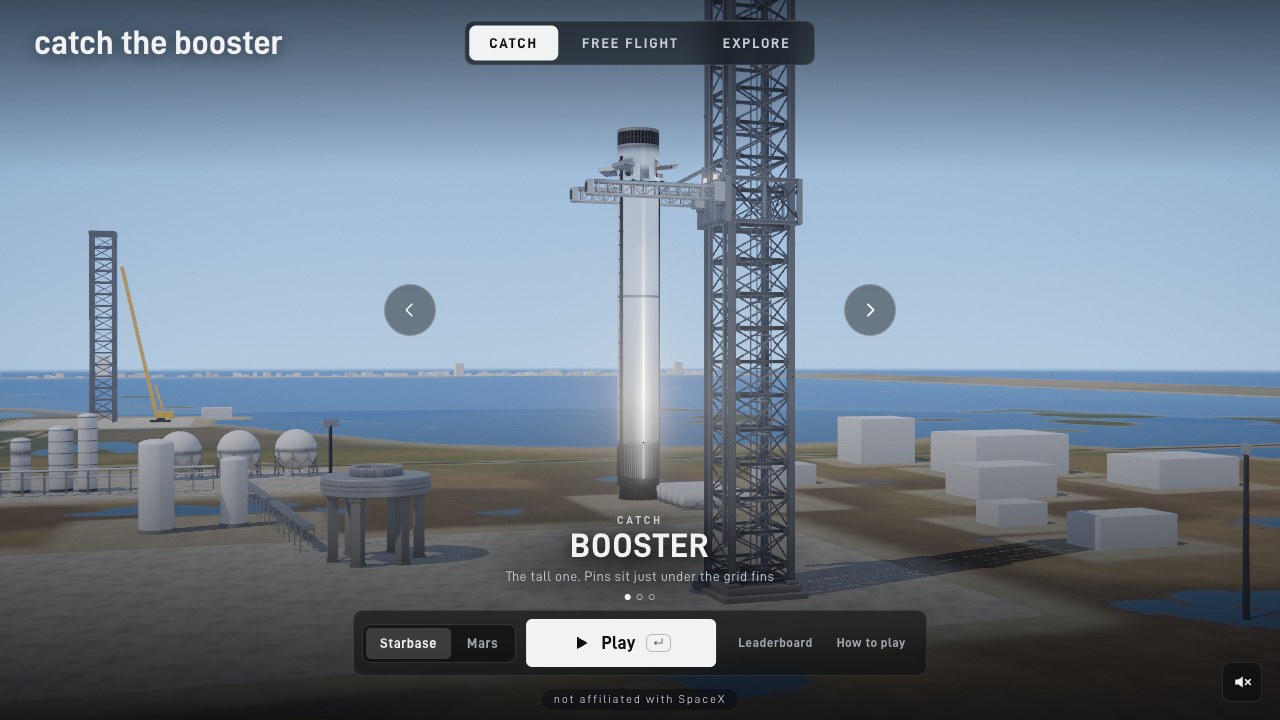 catch the booster
CATCH
FREE FLIGHT
EXPLORE
CATCH
BOOSTER
The tall one. Pins sit just under the grid fins
Starbase
Mars
Play
Leaderboard
How to play
not affiliated with SpaceX